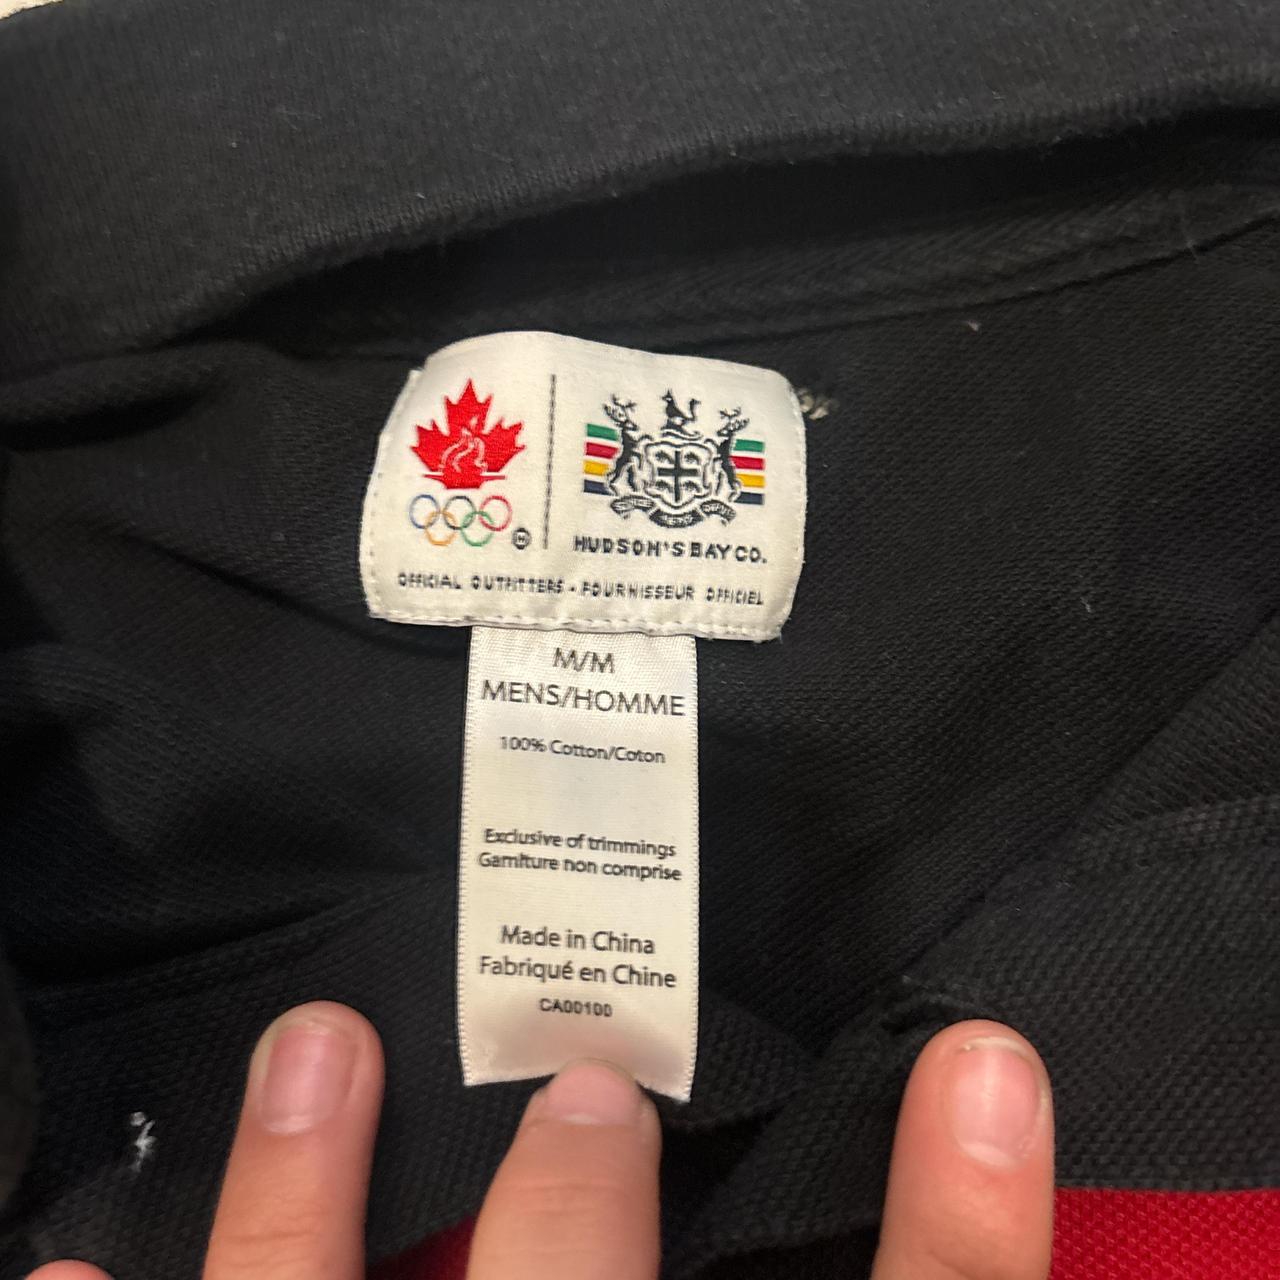 HUDSON'S BAY CO.
OFFICIAL OUTFITTERS • FOURNISSEUR OFFICIEL
M/M
MENS/HOMME
100% Cotton/Coton
Exclusive of trimmings
Garniture non comprise
Made in China
Fabriqué en Chine
CA00100